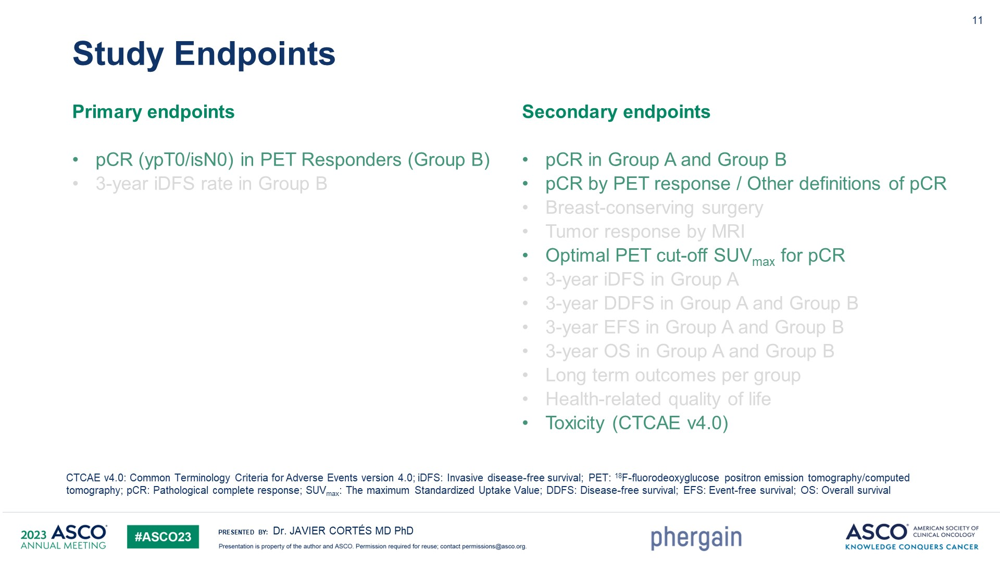 11
Study Endpoints
Primary endpoints
• pCR (ypT0/isN0) in PET Responders (Group B)
• 3-year iDFS rate in Group B
Secondary endpoints
• pCR in Group A and Group B
• pCR by PET response / Other definitions of pCR
• Breast-conserving surgery
• Tumor response by MRI
• Optimal PET cut-off SUVmax for pCR
• 3-year iDFS in Group A
• 3-year DDFS in Group A and Group B
• 3-year EFS in Group A and Group B
• 3-year OS in Group A and Group B
• Long term outcomes per group
• Health-related quality of life
• Toxicity (CTCAE v4.0)
CTCAE v4.0: Common Terminology Criteria for Adverse Events version 4.0; iDFS: Invasive disease-free survival; PET: 18F-fluorodeoxyglucose positron emission tomography/computed
tomography; pCR: Pathological complete response; SUVmax: The maximum Standardized Uptake Value; DDFS: Disease-free survival; EFS: Event-free survival; OS: Overall survival
2023 ASCO
ANNUAL MEETING
#ASCO23
PRESENTED BY: Dr. JAVIER CORTÉS MD PhD
Presentation is property of the author and ASCO. Permission required for reuse; contact permissions@asco.org.
phergain
ASCO AMERICAN SOCIETY OF
CLINICAL ONCOLOGY
KNOWLEDGE CONQUERS CANCER